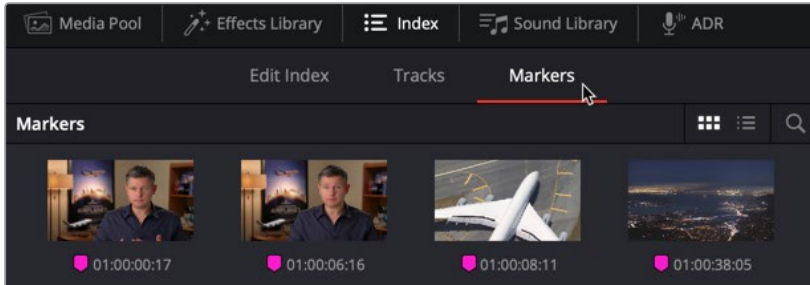 Media Pool Effects Library Index Sound Library ADR
Edit Index Tracks Markers
Markers
01:00:00:17 01:00:06:16 01:00:08:11 01:00:38:05